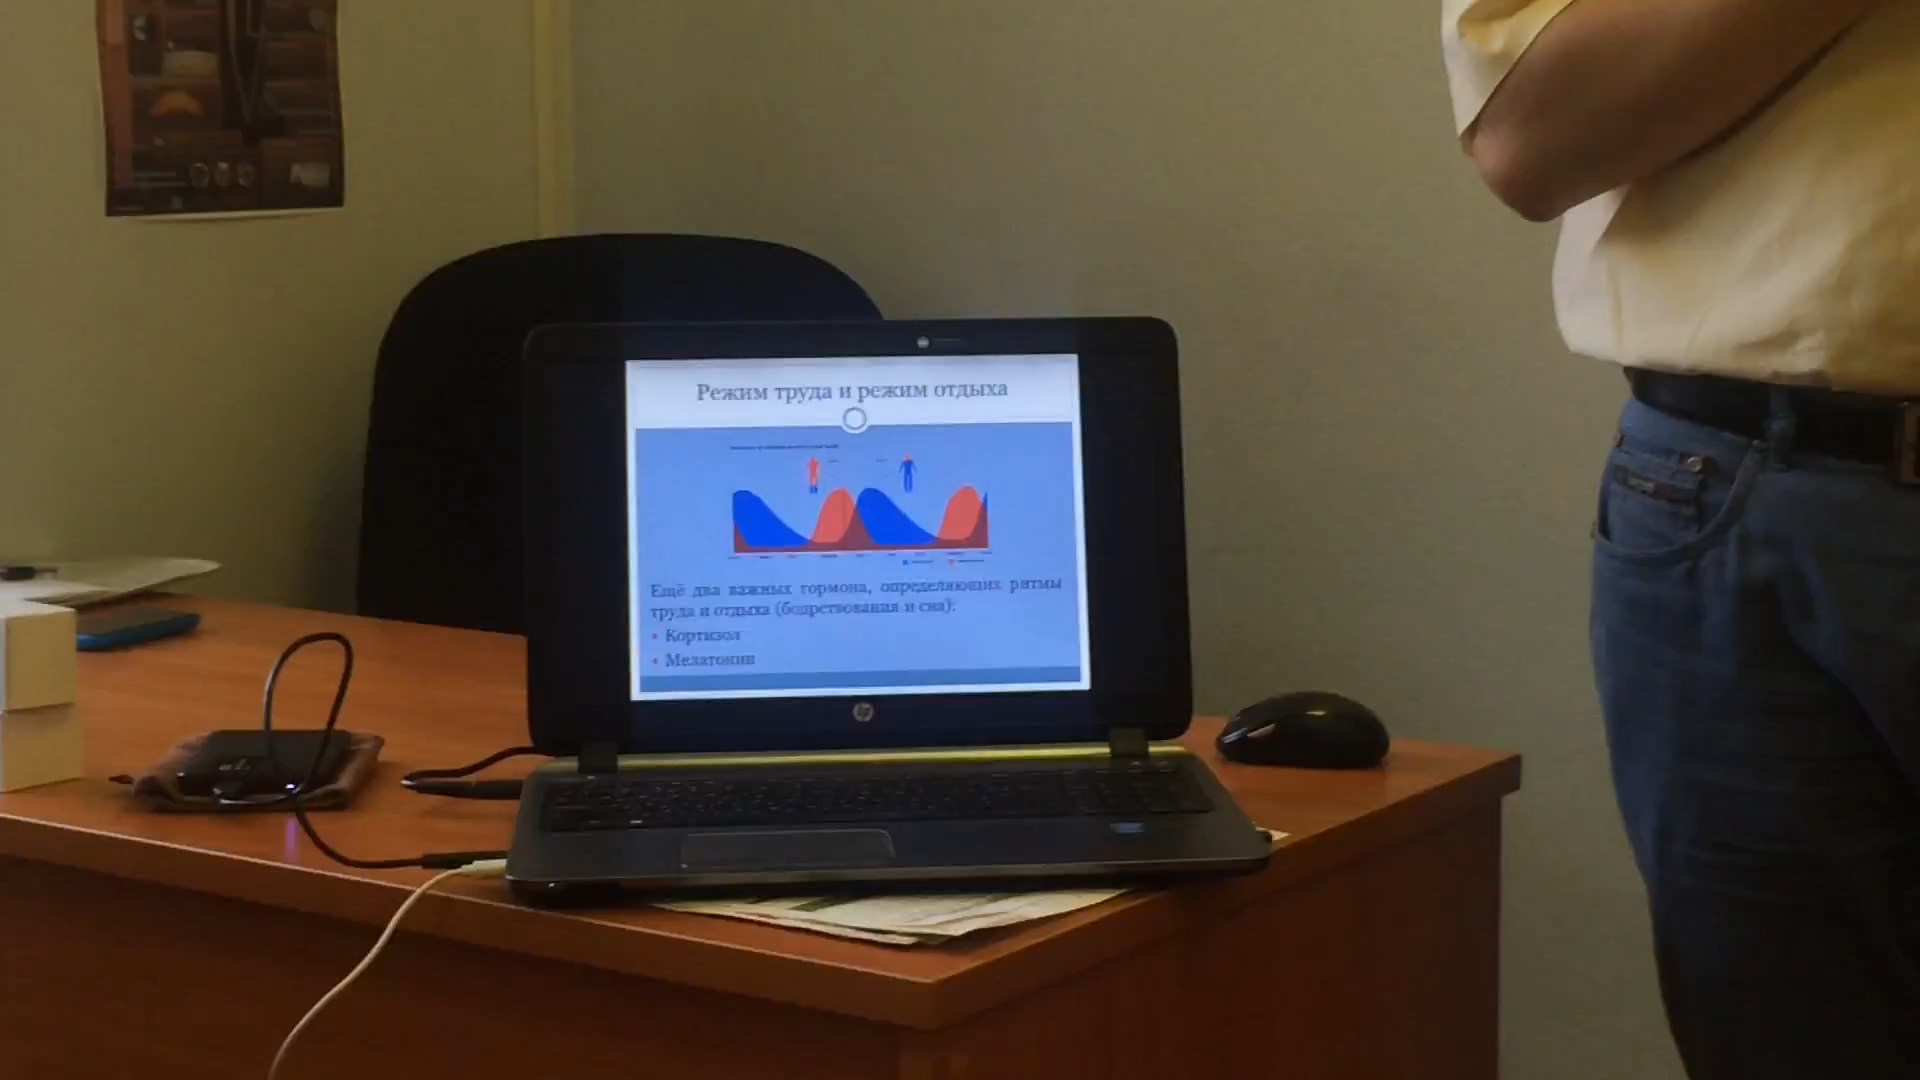 Режим труда и режим отдыха
Ещё два важных гормона, определяющих ритмы
труда и отдыха (бодрствования и сна):
• Кортизол
• Мелатонин
hp